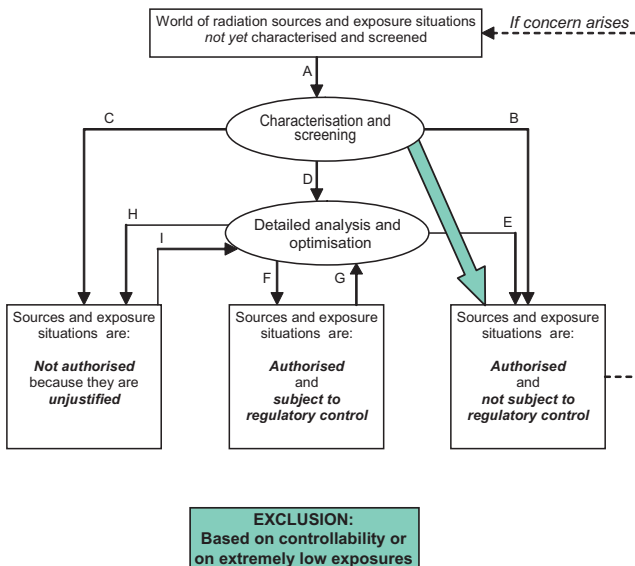 World of radiation sources and exposure situations
not yet characterised and screened
If concern arises
A
C
Characterisation and
screening
B
D
H
Detailed analysis and
optimisation
E
I
F
G
Sources and exposure
situations are:
Not authorised
because they are
unjustified
Sources and exposure
situations are:
Authorised
and
subject to
regulatory control
Sources and exposure
situations are:
Authorised
and
not subject to
regulatory control
EXCLUSION:
Based on controllability or
on extremely low exposures